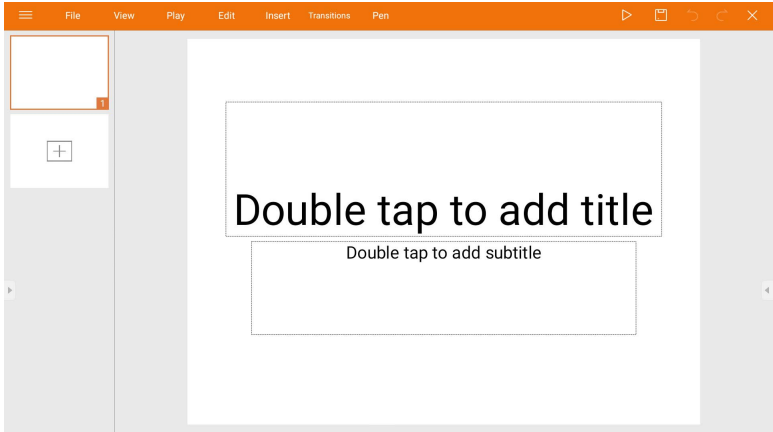 File View Play Edit Insert Transitions Pen
1
Double tap to add title
Double tap to add subtitle